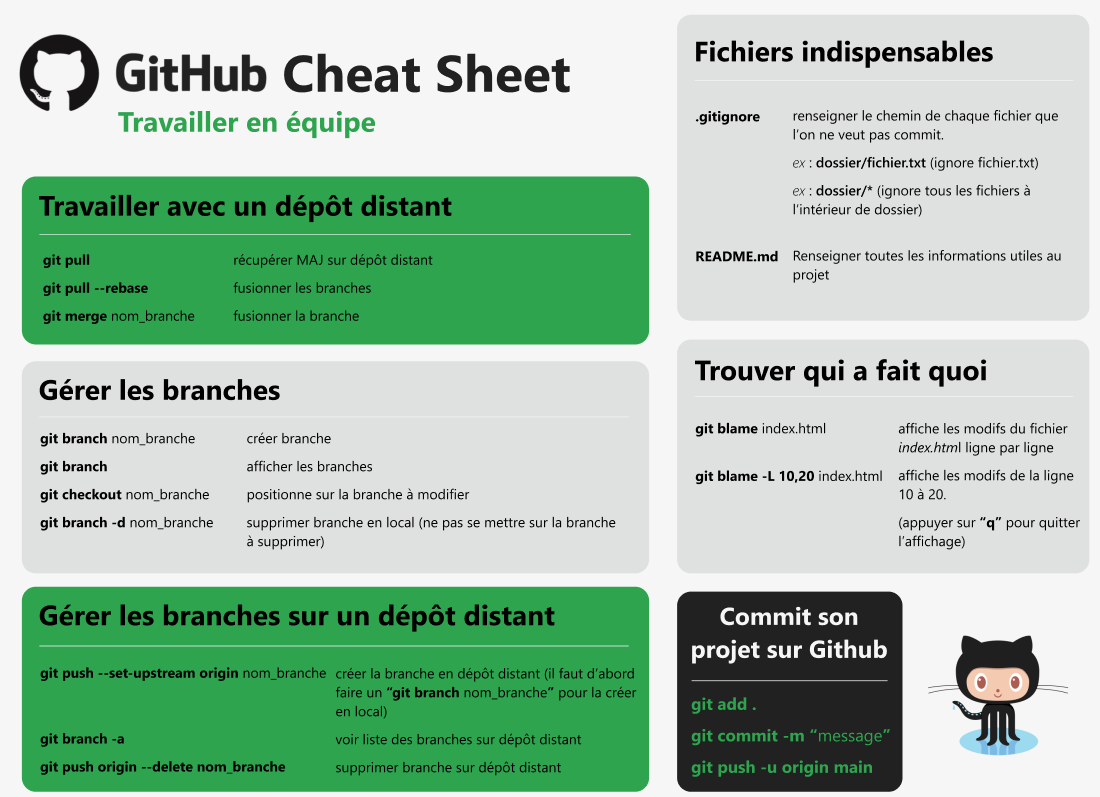 GitHub Cheat Sheet
Travailler en équipe
Travailler avec un dépôt distant
git pull récupérer MAJ sur dépôt distant
git pull --rebase fusionner les branches
git merge nom_branche fusionner la branche
Gérer les branches
git branch nom_branche créer branche
git branch afficher les branches
git checkout nom_branche positionne sur la branche à modifier
git branch -d nom_branche supprimer branche en local (ne pas se mettre sur la branche
à supprimer)
Gérer les branches sur un dépôt distant
git push --set-upstream origin nom_branche créer la branche en dépôt distant (il faut d’abord
faire un “git branch nom_branche” pour la créer
en local)
git branch -a voir liste des branches sur dépôt distant
git push origin --delete nom_branche supprimer branche sur dépôt distant
Fichiers indispensables
.gitignore renseigner le chemin de chaque fichier que
l’on ne veut pas commit.
ex : dossier/fichier.txt (ignore fichier.txt)
ex : dossier/* (ignore tous les fichiers à
l’intérieur de dossier)
README.md Renseigner toutes les informations utiles au
projet
Trouver qui a fait quoi
git blame index.html affiche les modifs du fichier
index.html ligne par ligne
git blame -L 10,20 index.html affiche les modifs de la ligne
10 à 20.
(appuyer sur “q” pour quitter
l’affichage)
Commit son
projet sur Github
git add .
git commit -m “message”
git push -u origin main